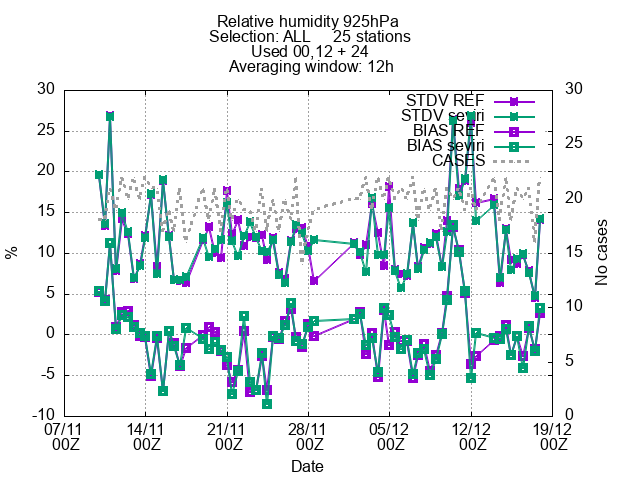 Relative humidity 925hPa
Selection: ALL 25 stations
Used 00,12 + 24
Averaging window: 12h
30 30
STDV REF
STDV seviri
BIAS REF
BIAS seviri
CASES
25 25
20 20
15 15
10 10
5 5
0
-5
-10 0
%
No cases
07/11 14/11 21/11 28/11 05/12 12/12 19/12
00Z 00Z 00Z 00Z 00Z 00Z 00Z
Date